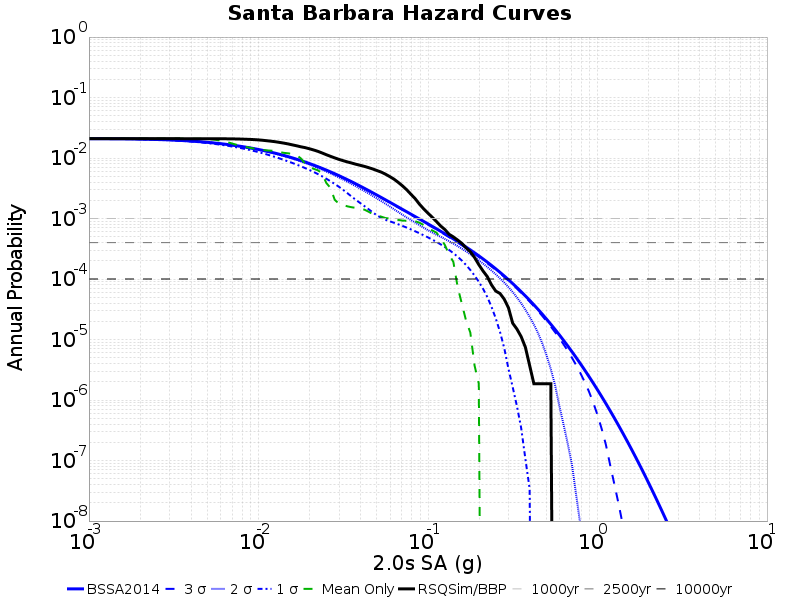 Santa Barbara Hazard Curves
10^0
10^-1
10^-2
10^-3
10^-4
10^-5
10^-6
10^-7
10^-8
Annual Probability
10^-3 10^-2 10^-1 10^0 10^1
2.0s SA (g)
BSSA2014 3 σ 2 σ 1 σ Mean Only RSQSim/BBP 1000yr 2500yr 10000yr